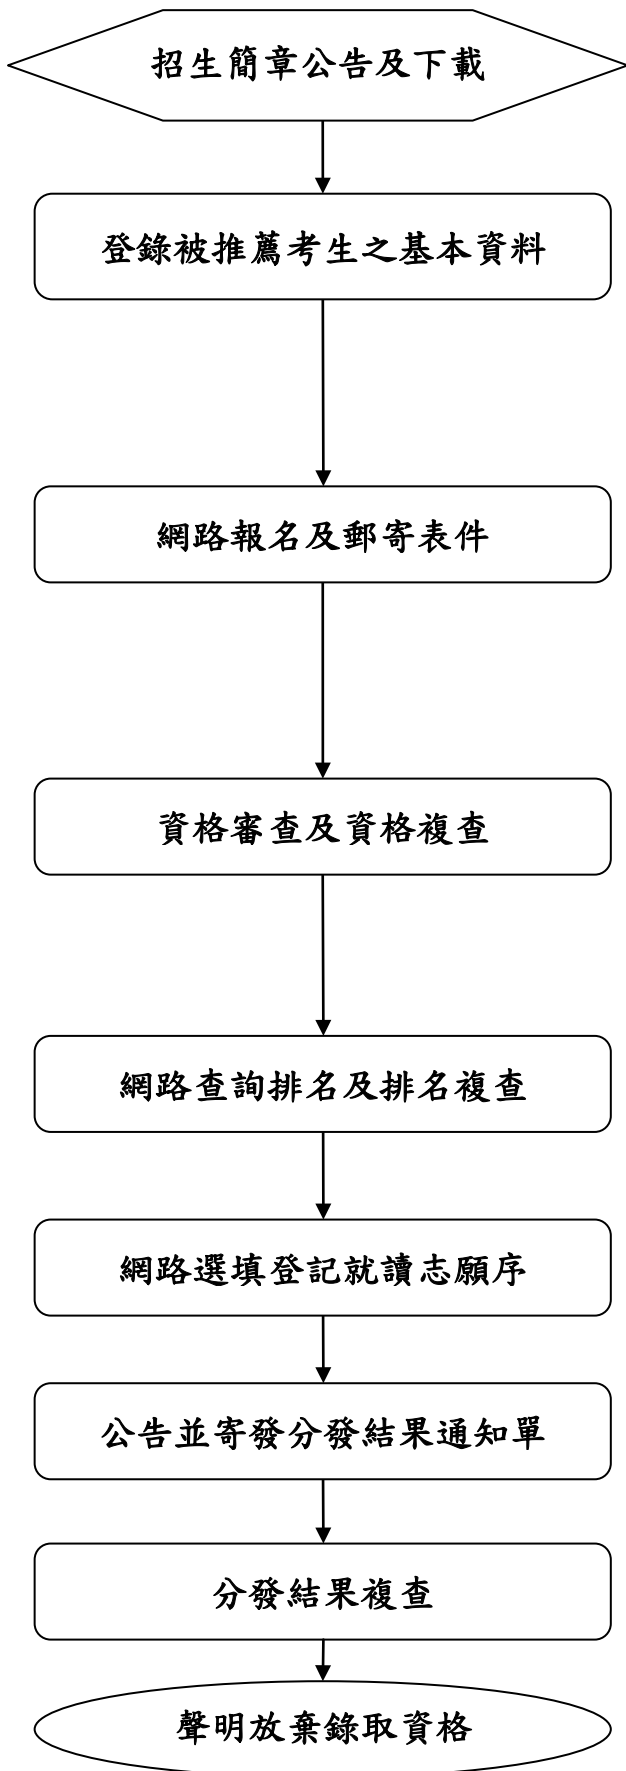 招生簡章公告及下載
登錄被推薦考生之基本資料
網路報名及郵寄表件
資格審查及資格複查
網路查詢排名及排名複查
網路選填登記就讀志願序
公告並寄發分發結果通知單
分發結果複查
聲明放棄錄取資格